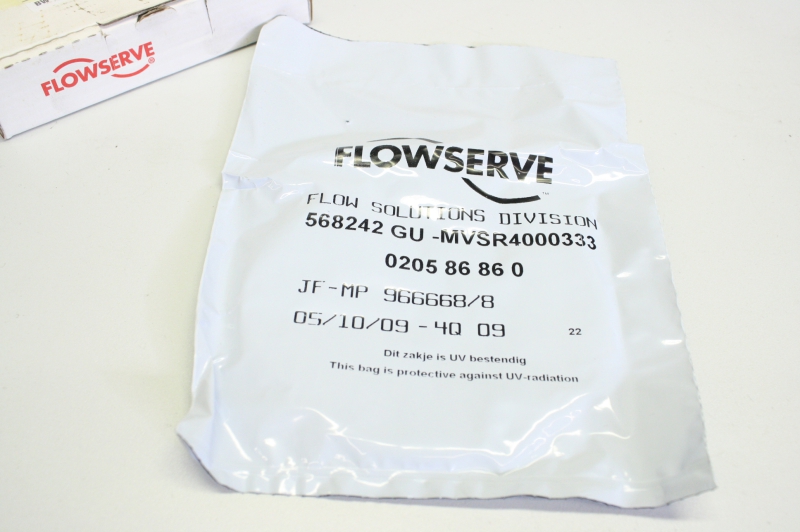 FLOWSERVE®
FLOWSERVE™
FLOW SOLUTIONS DIVISION
568242 GU -MVSR4000333
0205 86 86 0
JF-MP 966668/8
05/10/09 - 4Q 09
22
Dit zakje is UV bestendig
This bag is protective against UV-radiation